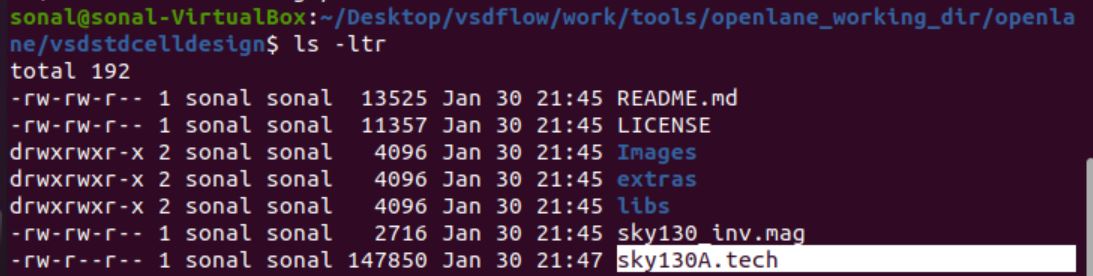 sonal@sonal-VirtualBox:~/Desktop/vsdflow/work/tools/openlane_working_dir/openla
ne/vsdstdcelldesign$ ls -ltr
total 192
-rw-rw-r-- 1 sonal sonal  13525 Jan 30 21:45 README.md
-rw-rw-r-- 1 sonal sonal  11357 Jan 30 21:45 LICENSE
drwxrwxr-x 2 sonal sonal   4096 Jan 30 21:45 Images
drwxrwxr-x 2 sonal sonal   4096 Jan 30 21:45 extras
drwxrwxr-x 2 sonal sonal   4096 Jan 30 21:45 libs
-rw-rw-r-- 1 sonal sonal   2716 Jan 30 21:45 sky130_inv.mag
-rw-r--r-- 1 sonal sonal 147850 Jan 30 21:47 sky130A.tech